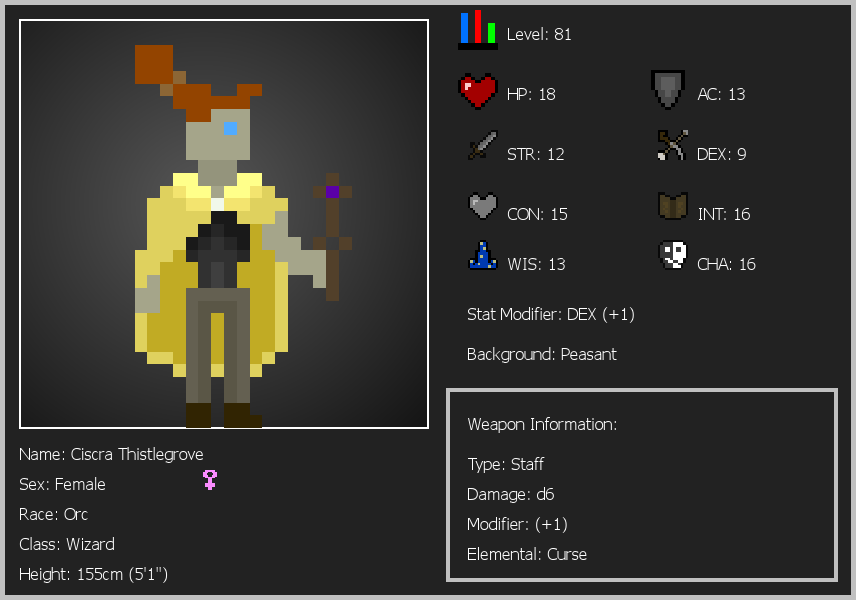 Level: 81
HP: 18
AC: 13
STR: 12
DEX: 9
CON: 15
INT: 16
WIS: 13
CHA: 16
Stat Modifier: DEX (+1)
Background: Peasant
Weapon Information:
Type: Staff
Damage: d6
Modifier: (+1)
Elemental: Curse
Name: Ciscra Thistlegrove
Sex: Female
Race: Orc
Class: Wizard
Height: 155cm (5'1")